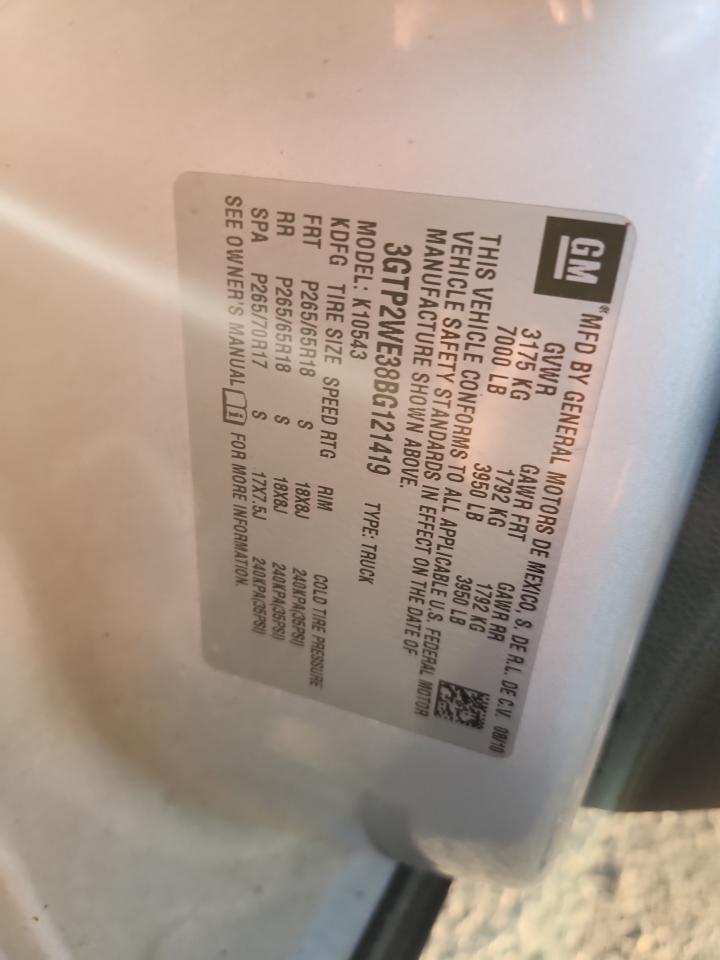 GM®
MFD BY GENERAL MOTORS DE MEXICO, S. DE R.L. DE C.V. 08/10
GVWR GAWR FRT GAWR RR
3175 KG 1792 KG 1792 KG
7000 LB 3950 LB 3950 LB
THIS VEHICLE CONFORMS TO ALL APPLICABLE U.S. FEDERAL MOTOR
VEHICLE SAFETY STANDARDS IN EFFECT ON THE DATE OF
MANUFACTURE SHOWN ABOVE.
3GTP2WE38BG121419 TYPE: TRUCK
MODEL: K10543
KDFG TIRE SIZE SPEED RTG RIM COLD TIRE PRESSURE
FRT P265/65R18 S 18X8J 240KPA(35PSI)
RR P265/65R18 S 18X8J 240KPA(35PSI)
SPA P265/70R17 S 17X7.5J 240KPA(35PSI)
SEE OWNER'S MANUAL FOR MORE INFORMATION.